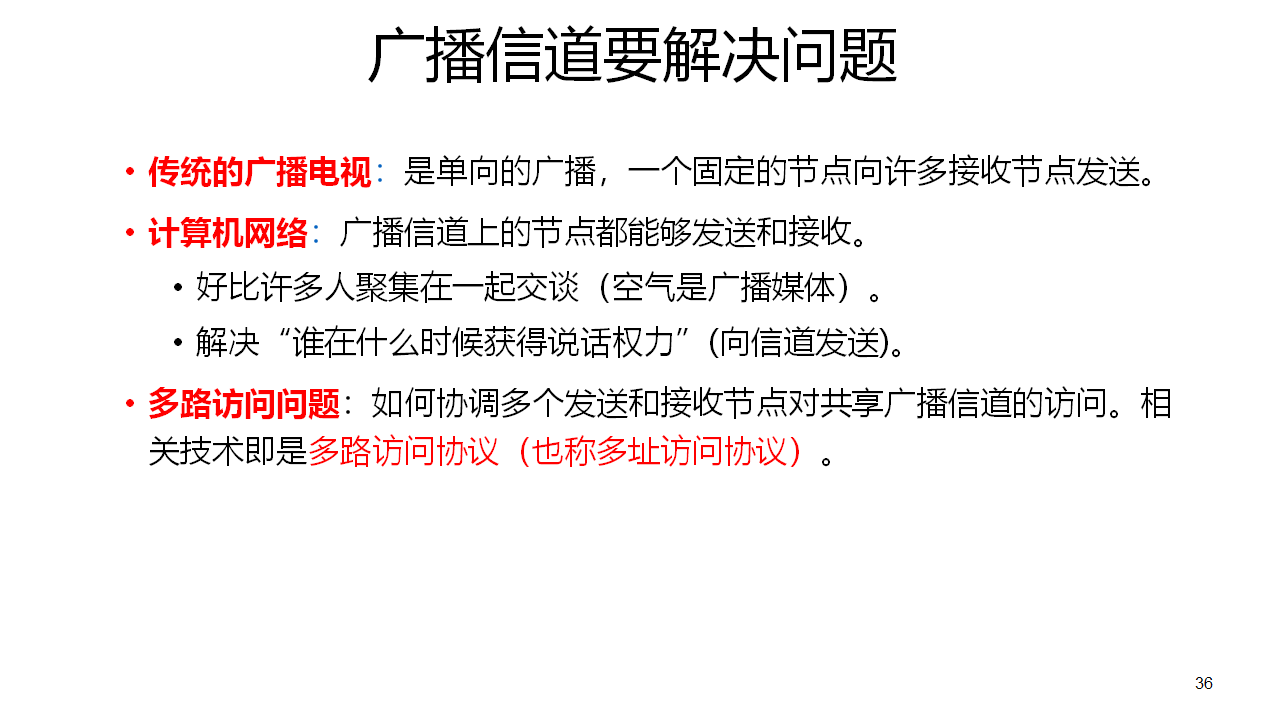 广播信道要解决问题
• 传统的广播电视：是单向的广播，一个固定的节点向许多接收节点发送。
• 计算机网络：广播信道上的节点都能够发送和接收。
• 好比许多人聚集在一起交谈（空气是广播媒体）。
• 解决“谁在什么时候获得说话权力”(向信道发送)。
• 多路访问问题：如何协调多个发送和接收节点对共享广播信道的访问。相
关技术即是多路访问协议（也称多址访问协议）。
36